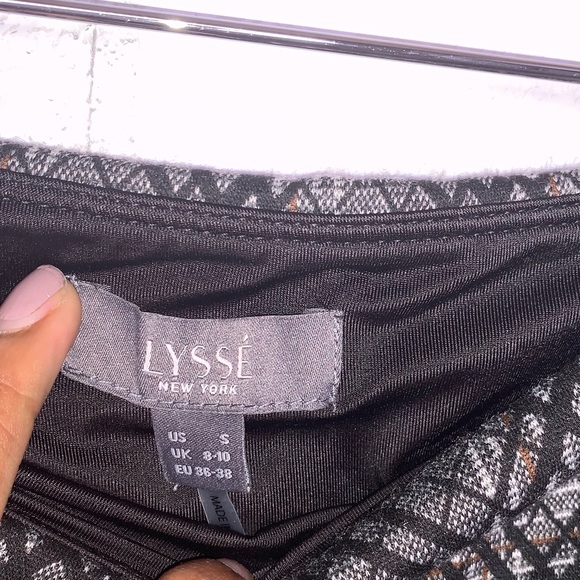 LYSSÉ
NEW YORK
US S
UK 8-10
EU 36-38
MADE